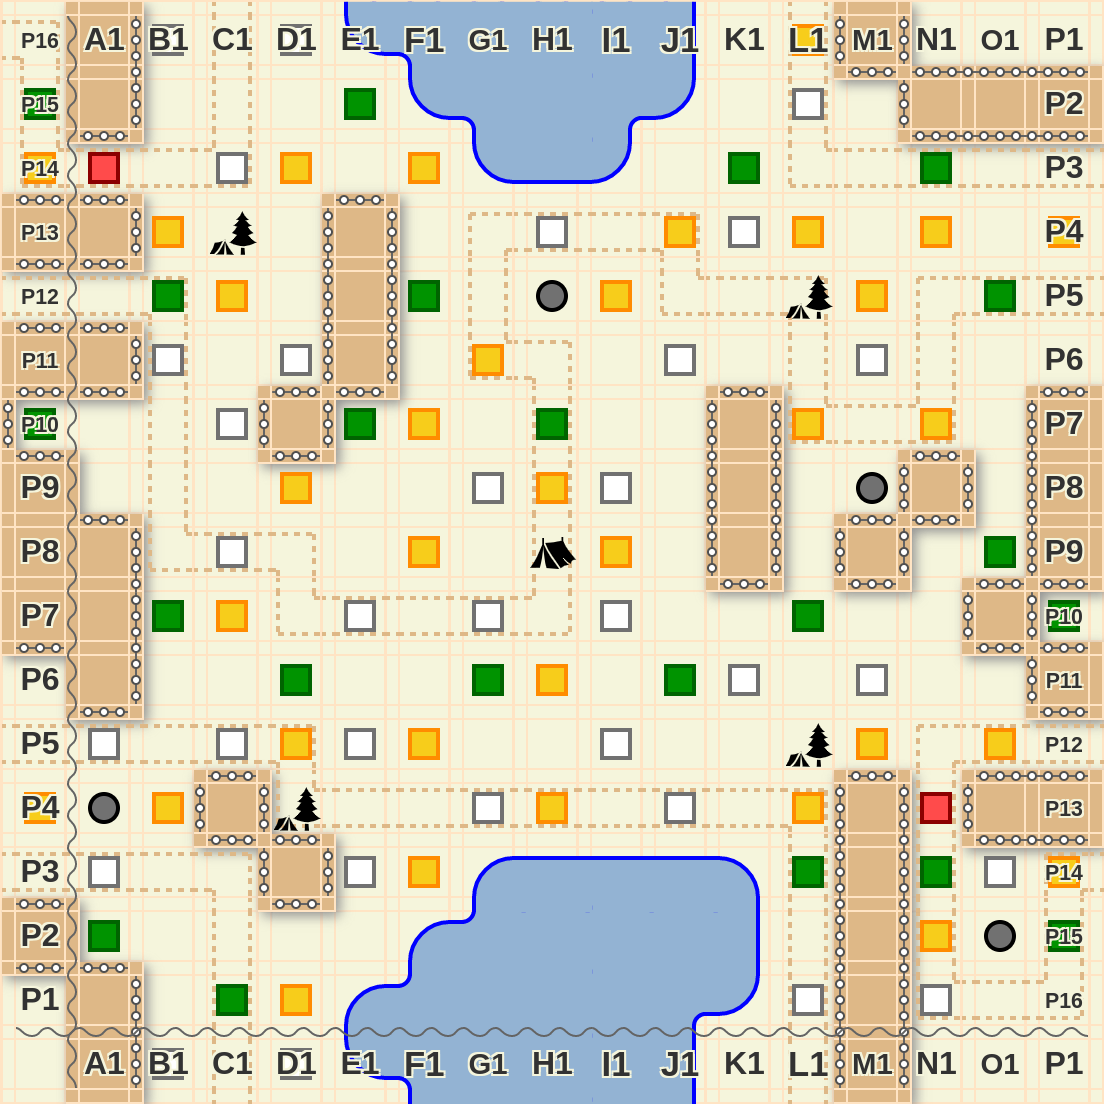 P16 A1 B1 C1 D1 E1 F1 G1 H1 I1 J1 K1 L1 M1 N1 O1 P1
P15 P2
P14 P3
P13 P4
P12 P5
P11 P6
P10 P7
P9 P8
P8 P9
P7 P10
P6 P11
P5 P12
P4 P13
P3 P14
P2 P15
P1 P16
A1 B1 C1 D1 E1 F1 G1 H1 I1 J1 K1 L1 M1 N1 O1 P1